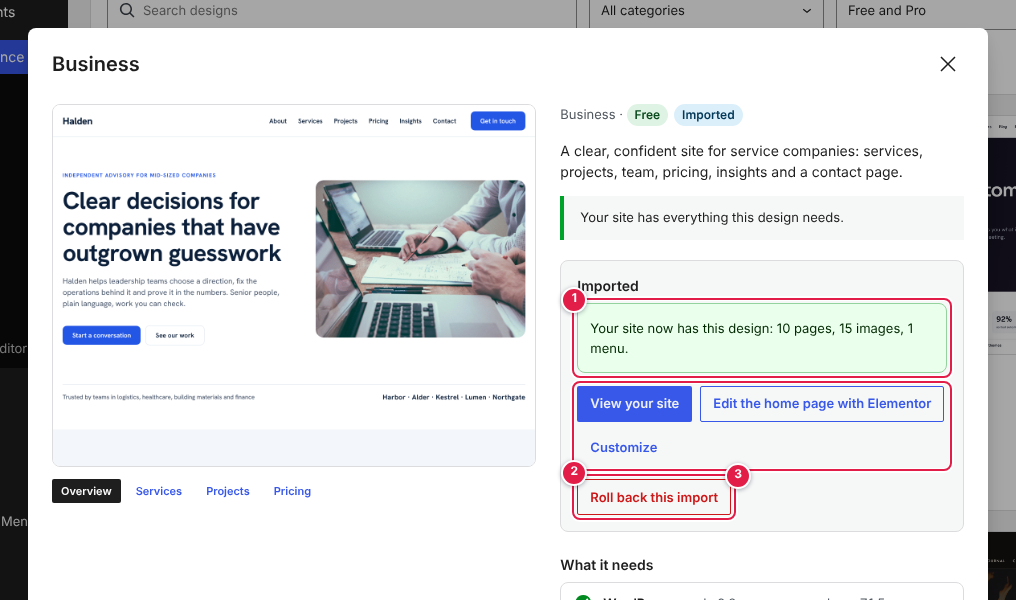 nts
Search designs
All categories
Free and Pro
nce
Business
Halden
About
Services
Projects
Pricing
Insights
Contact
Get in touch
INDEPENDENT ADVISORY FOR MID-SIZED COMPANIES
Clear decisions for
companies that have
outgrown guesswork
Halden helps leadership teams choose a direction, fix the
operations behind it and prove it in the numbers. Senior people,
plain language, work you can check.
Start a conversation
See our work
Trusted by teams in logistics, healthcare, building materials and finance
Harbor · Alder · Kestrel · Lumen · Northgate
Overview
Services
Projects
Pricing
Business ·
Free
Imported
A clear, confident site for service companies: services,
projects, team, pricing, insights and a contact page.
Your site has everything this design needs.
Imported
1
Your site now has this design: 10 pages, 15 images, 1
menu.
View your site
Edit the home page with Elementor
Customize
2
3
Roll back this import
What it needs
ditor
Men
92%